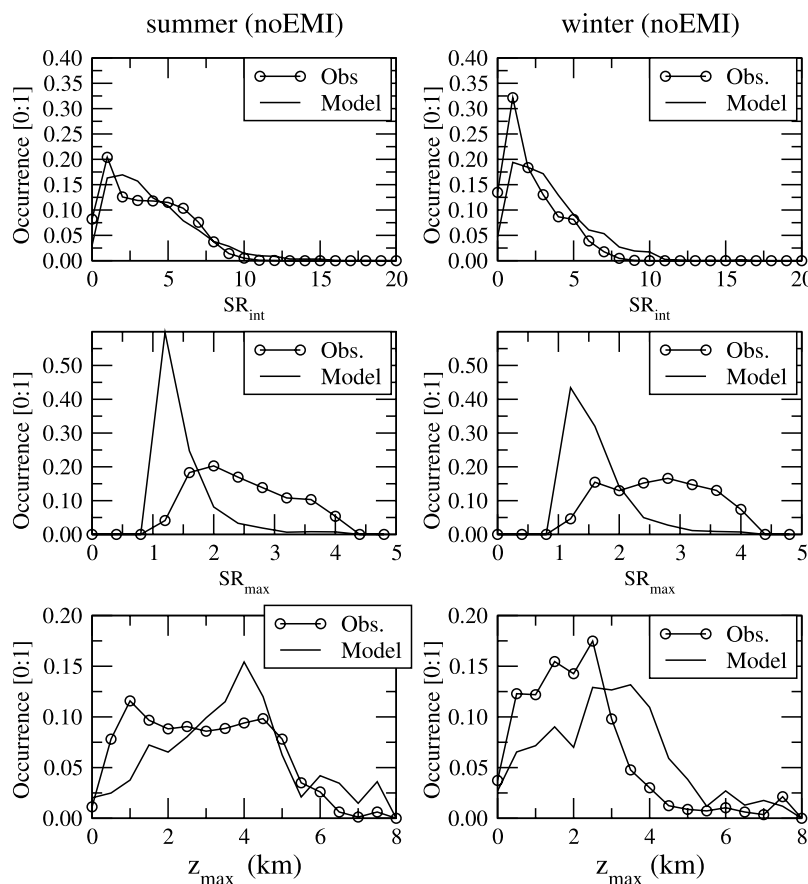 summer (noEMI)
winter (noEMI)
0.40
0.35
0.30
0.25
0.20
0.15
0.10
0.05
0.00
Occurrence [0:1]
Obs
Model
0 5 10 15 20
SR_int
0.40
0.35
0.30
0.25
0.20
0.15
0.10
0.05
0.00
Occurrence [0:1]
Obs.
Model
0 5 10 15 20
SR_int
0.50
0.40
0.30
0.20
0.10
0.00
Occurrence [0:1]
Obs.
Model
0 1 2 3 4 5
SR_max
0.50
0.40
0.30
0.20
0.10
0.00
Occurrence [0:1]
Obs.
Model
0 1 2 3 4 5
SR_max
0.20
0.15
0.10
0.05
0.00
Occurrence [0:1]
Obs.
Model
0 2 4 6 8
z_max (km)
0.20
0.15
0.10
0.05
0.00
Occurrence [0:1]
Obs.
Model
0 2 4 6 8
z_max (km)